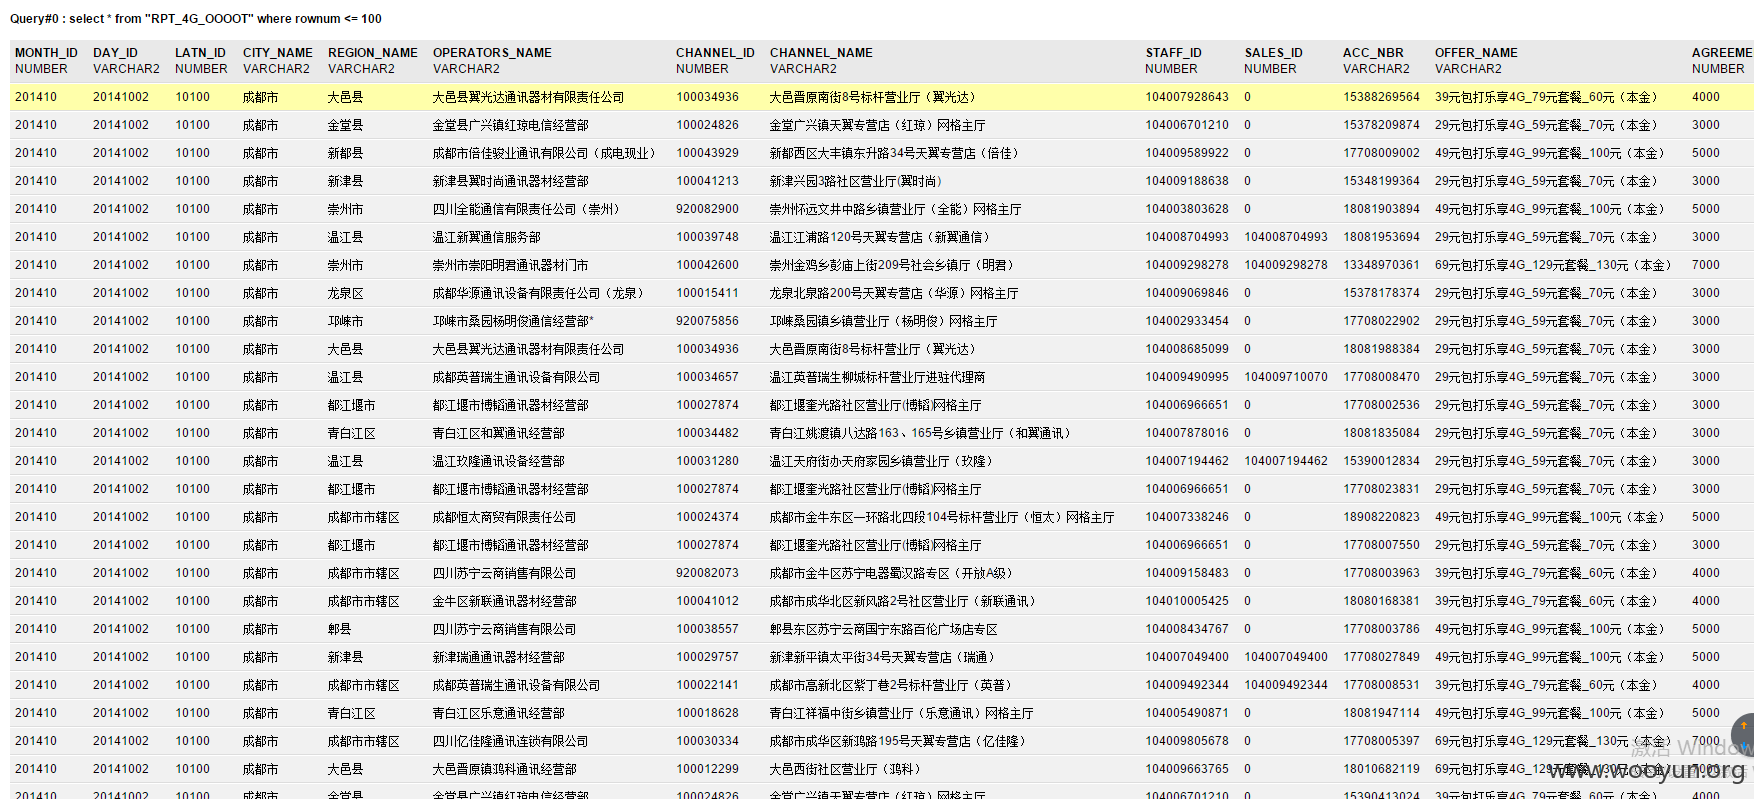 Query#0 : select * from "RPT_4G_OOOOT" where rownum <= 100
MONTH_ID DAY_ID LATN_ID CITY_NAME REGION_NAME OPERATORS_NAME CHANNEL_ID CHANNEL_NAME STAFF_ID SALES_ID ACC_NBR OFFER_NAME AGREEME
NUMBER VARCHAR2 NUMBER VARCHAR2 VARCHAR2 VARCHAR2 NUMBER VARCHAR2 NUMBER NUMBER VARCHAR2 VARCHAR2 NUMBER
201410 20141002 10100 成都市 大邑县 大邑县翼光达通讯器材有限责任公司 100034936 大邑晋原南街8号标杆营业厅（翼光达） 104007928643 0 15388269564 39元包打乐享4G_79元套餐_60元（本金） 4000
201410 20141002 10100 成都市 金堂县 金堂县广兴镇红琼电信经营部 100024826 金堂广兴镇天翼专营店（红琼）网格主厅 104006701210 0 15378209874 29元包打乐享4G_59元套餐_70元（本金） 3000
201410 20141002 10100 成都市 新都县 成都市倍佳骏业通讯有限公司（成电现业） 100043929 新都西区大丰镇东升路34号天翼专营店（倍佳） 104009589922 0 17708009002 49元包打乐享4G_99元套餐_100元（本金） 5000
201410 20141002 10100 成都市 新津县 新津县翼时尚通讯器材经营部 100041213 新津兴园3路社区营业厅(翼时尚) 104009188638 0 15348199364 29元包打乐享4G_59元套餐_70元（本金） 3000
201410 20141002 10100 成都市 崇州市 四川全能通信有限责任公司（崇州） 920082900 崇州怀远文井中路乡镇营业厅（全能）网格主厅 104003803628 0 18081903894 49元包打乐享4G_99元套餐_100元（本金） 5000
201410 20141002 10100 成都市 温江县 温江新翼通信服务部 100039748 温江江浦路120号天翼专营店（新翼通信） 104008704993 104008704993 18081953694 29元包打乐享4G_59元套餐_70元（本金） 3000
201410 20141002 10100 成都市 崇州市 崇州市崇阳明君通讯器材门市 100042600 崇州金鸡乡彭庙上街209号社会乡镇厅（明君） 104009298278 104009298278 13348970361 69元包打乐享4G_129元套餐_130元（本金） 7000
201410 20141002 10100 成都市 龙泉区 成都华源通讯设备有限责任公司（龙泉） 100015411 龙泉北泉路200号天翼专营店（华源）网格主厅 104009069846 0 15378178374 29元包打乐享4G_59元套餐_70元（本金） 3000
201410 20141002 10100 成都市 邛崃市 邛崃市桑园杨明俊通信经营部* 920075856 邛崃桑园镇乡镇营业厅（杨明俊）网格主厅 104002933454 0 17708022902 29元包打乐享4G_59元套餐_70元（本金） 3000
201410 20141002 10100 成都市 大邑县 大邑县翼光达通讯器材有限责任公司 100034936 大邑晋原南街8号标杆营业厅（翼光达） 104008685099 0 18081988384 29元包打乐享4G_59元套餐_70元（本金） 3000
201410 20141002 10100 成都市 温江县 成都英普瑞生通讯设备有限公司 100034657 温江英普瑞生柳城标杆营业厅进驻代理商 104009490995 104009710070 17708008470 29元包打乐享4G_59元套餐_70元（本金） 3000
201410 20141002 10100 成都市 都江堰市 都江堰市博韬通讯器材经营部 100027874 都江堰奎光路社区营业厅(博韬)网格主厅 104006966651 0 17708002536 29元包打乐享4G_59元套餐_70元（本金） 3000
201410 20141002 10100 成都市 青白江区 青白江区和翼通讯经营部 100034482 青白江姚渡镇八达路163、165号乡镇营业厅（和翼通讯） 104007878016 0 18081835084 29元包打乐享4G_59元套餐_70元（本金） 3000
201410 20141002 10100 成都市 温江县 温江玖隆通讯设备经营部 100031280 温江天府街办天府家园乡镇营业厅（玖隆） 104007194462 104007194462 15390012834 29元包打乐享4G_59元套餐_70元（本金） 3000
201410 20141002 10100 成都市 都江堰市 都江堰市博韬通讯器材经营部 100027874 都江堰奎光路社区营业厅(博韬)网格主厅 104006966651 0 17708023831 29元包打乐享4G_59元套餐_70元（本金） 3000
201410 20141002 10100 成都市 成都市市辖区 成都恒太商贸有限责任公司 100024374 成都市金牛东区一环路北四段104号标杆营业厅（恒太）网格主厅 104007338246 0 18908220823 49元包打乐享4G_99元套餐_100元（本金） 5000
201410 20141002 10100 成都市 都江堰市 都江堰市博韬通讯器材经营部 100027874 都江堰奎光路社区营业厅(博韬)网格主厅 104006966651 0 17708007550 29元包打乐享4G_59元套餐_70元（本金） 3000
201410 20141002 10100 成都市 成都市市辖区 四川苏宁云商销售有限公司 920082073 成都市金牛区苏宁电器蜀汉路专区（开放A级） 104009158483 0 17708003963 39元包打乐享4G_79元套餐_60元（本金） 4000
201410 20141002 10100 成都市 成都市市辖区 金牛区新联通讯器材经营部 100041012 成都市成华北区新风路2号社区营业厅（新联通讯） 104010005425 0 18080168381 39元包打乐享4G_79元套餐_60元（本金） 4000
201410 20141002 10100 成都市 郫县 四川苏宁云商销售有限公司 100038557 郫县东区苏宁云商国宁东路百伦广场店专区 104008434767 0 17708003786 49元包打乐享4G_99元套餐_100元（本金） 5000
201410 20141002 10100 成都市 新津县 新津瑞通通讯器材经营部 100029757 新津新平镇太平街34号天翼专营店（瑞通） 104007049400 104007049400 17708027849 49元包打乐享4G_99元套餐_100元（本金） 5000
201410 20141002 10100 成都市 成都市市辖区 成都英普瑞生通讯设备有限公司 100022141 成都市高新北区紫丁巷2号标杆营业厅（英普） 104009492344 104009492344 17708008531 39元包打乐享4G_79元套餐_60元（本金） 4000
201410 20141002 10100 成都市 青白江区 青白江区乐意通讯经营部 100018628 青白江祥福中街乡镇营业厅（乐意通讯）网格主厅 104005490871 0 18081947114 49元包打乐享4G_99元套餐_100元（本金） 5000
201410 20141002 10100 成都市 成都市市辖区 四川亿佳隆通讯连锁有限公司 100030334 成都市成华区新鸿路195号天翼专营店（亿佳隆） 104009805678 0 17708005397 69元包打乐享4G_129元套餐_130元（本金） 7000
激活 Window
201410 20141002 10100 成都市 大邑县 大邑晋原镇鸿科通讯经营部 100012299 大邑西街社区营业厅（鸿科） 104009663765 0 18010682119 69元包打乐享4G_129元套餐_130元（本金） 7000
www.wooyun.org
201410 20141002 10100 成都市 金堂县 金堂县广兴镇红琼电信经营部 100024826 金堂广兴镇天翼专营店（红琼）网格主厅 104006701210 0 15390413024